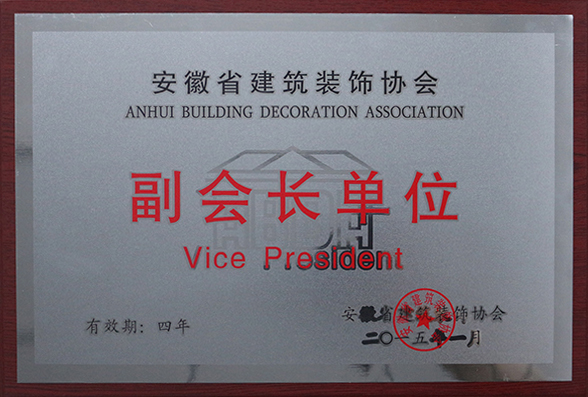 安徽省建筑装饰协会
ANHUI BUILDING DECORATION ASSOCIATION
副会长单位
Vice President
有效期：四年
安徽省建筑装饰协会
二〇一五年一月